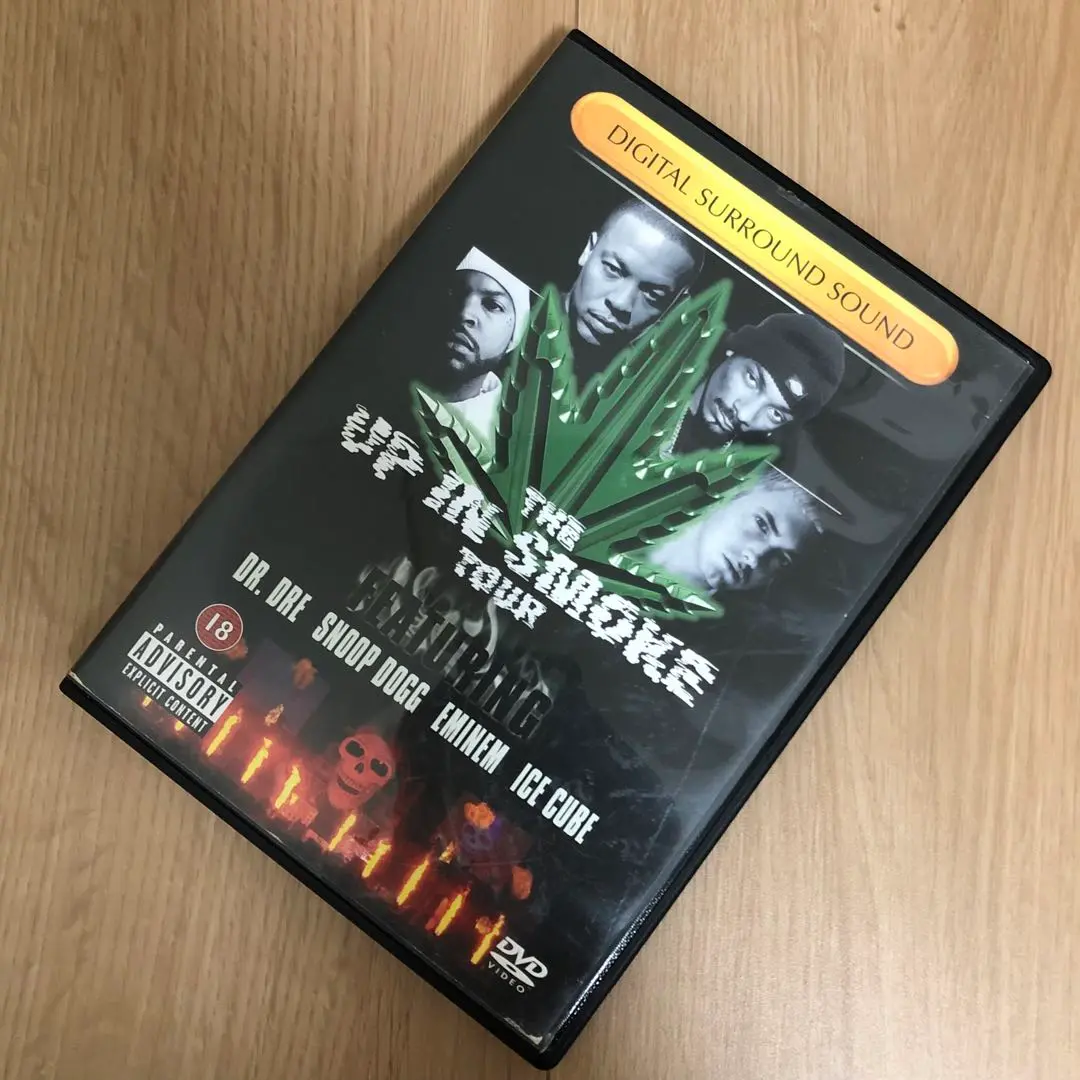 DIGITAL SURROUND SOUND
THE
UP IN SMOKE
TOUR
FEATURING
DR. DRE SNOOP DOGG EMINEM ICE CUBE
18
PARENTAL
ADVISORY
EXPLICIT CONTENT
DVD
VIDEO